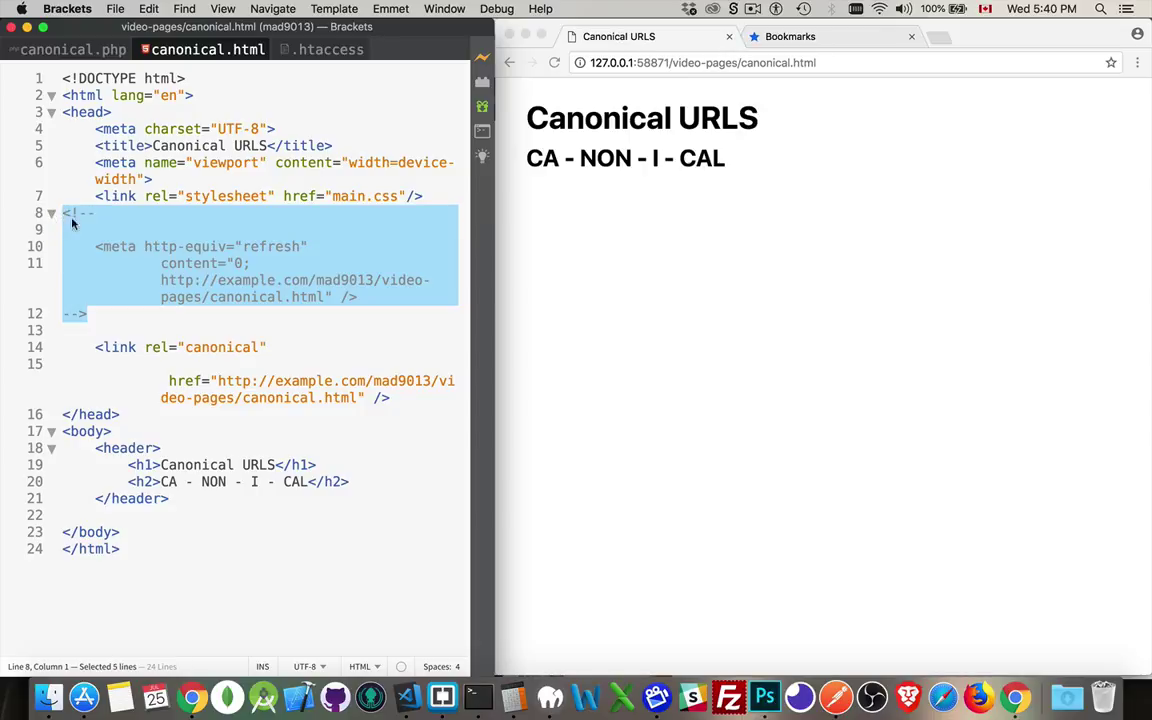 Brackets File Edit Find View Navigate Template Emmet Window Debug Help 100% Wed 5:40 PM
video-pages/canonical.html (mad9013) — Brackets
canonical.php canonical.html .htaccess
1 <!DOCTYPE html>
2 <html lang="en">
3 <head>
4 <meta charset="UTF-8">
5 <title>Canonical URLS</title>
6 <meta name="viewport" content="width=device-
width">
7 <link rel="stylesheet" href="main.css"/>
8 <!--
9
10 <meta http-equiv="refresh"
11 content="0;
http://example.com/mad9013/video-
pages/canonical.html" />
12 -->
13
14 <link rel="canonical"
15
href="http://example.com/mad9013/vi
deo-pages/canonical.html" />
16 </head>
17 <body>
18 <header>
19 <h1>Canonical URLS</h1>
20 <h2>CA - NON - I - CAL</h2>
21 </header>
22
23 </body>
24 </html>
Line 8, Column 1 — Selected 5 lines — 24 Lines INS UTF-8 HTML Spaces: 4
Canonical URLS Bookmarks
127.0.0.1:58871/video-pages/canonical.html
Canonical URLS
CA - NON - I - CAL
JUL
25